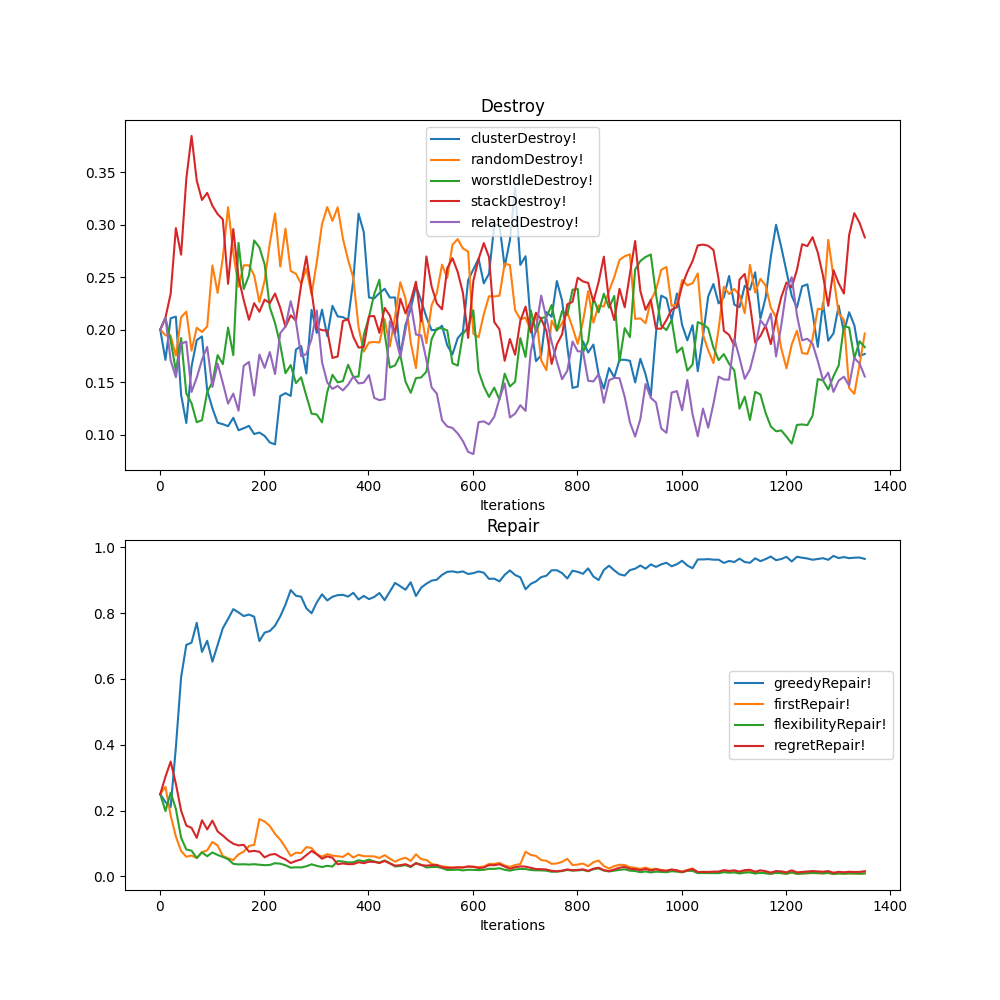 Destroy
clusterDestroy!
randomDestroy!
worstIdleDestroy!
stackDestroy!
relatedDestroy!
0.35
0.30
0.25
0.20
0.15
0.10
0 200 400 600 800 1000 1200 1400
Iterations
Repair
greedyRepair!
firstRepair!
flexibilityRepair!
regretRepair!
1.0
0.8
0.6
0.4
0.2
0.0
0 200 400 600 800 1000 1200 1400
Iterations